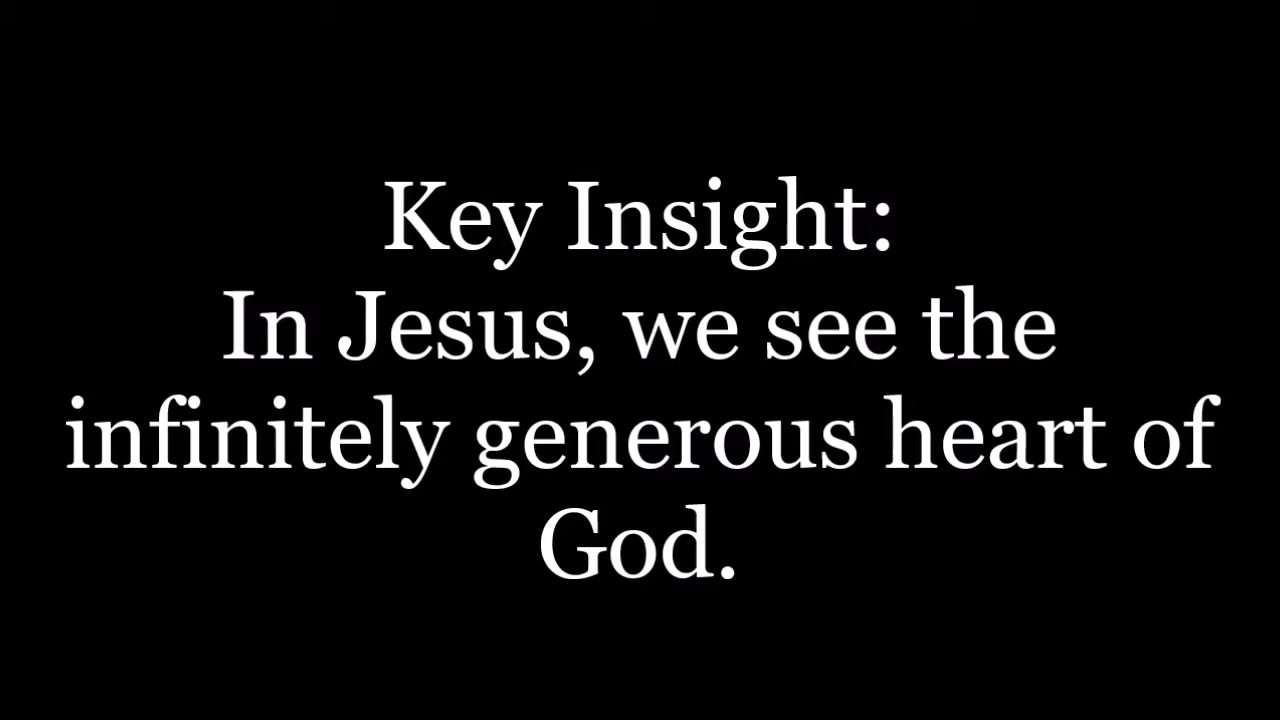 Key Insight:
In Jesus, we see the
infinitely generous heart of
God.